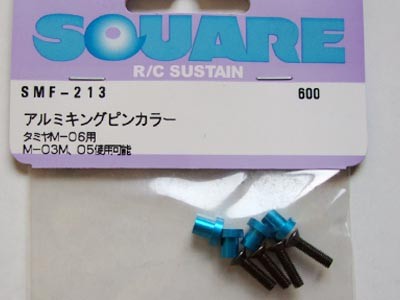 SQUARE
R/C SUSTAIN
SMF-213 600
アルミキングピンカラー
タミヤM-06用
M-03M、05使用可能